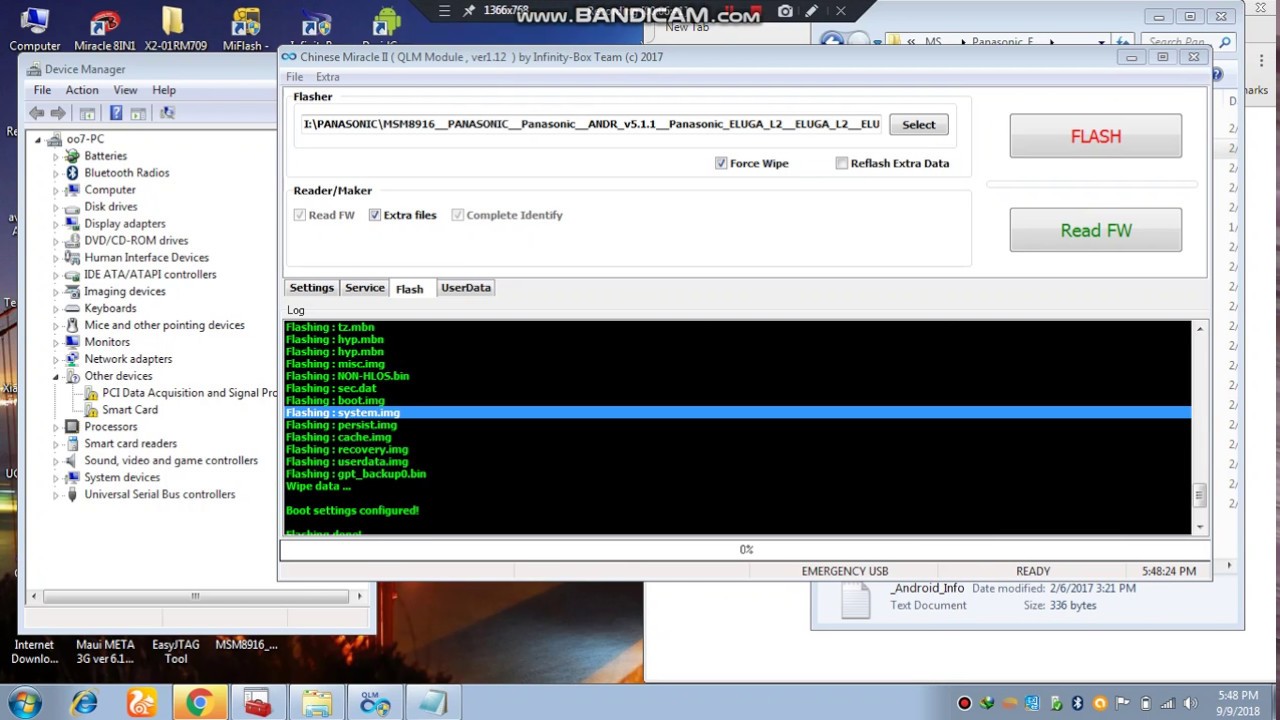 1366x768
www.BANDICAM.com
New Tab
Computer
Miracle 8IN1
X2-01RM709
MiFlash -
MS...
Panasonic_E...
Search Pan...
Device Manager
File Action View Help
oo7-PC
Batteries
Bluetooth Radios
Computer
Disk drives
Display adapters
DVD/CD-ROM drives
Human Interface Devices
IDE ATA/ATAPI controllers
Imaging devices
Keyboards
Mice and other pointing devices
Monitors
Network adapters
Other devices
PCI Data Acquisition and Signal Pro
Smart Card
Processors
Smart card readers
Sound, video and game controllers
System devices
Universal Serial Bus controllers
Chinese Miracle II ( QLM Module , ver1.12 ) by Infinity-Box Team (c) 2017
File Extra
Flasher
I:\PANASONIC\MSM8916__PANASONIC__Panasonic__ANDR_v5.1.1__Panasonic_ELUGA_L2__ELUGA_L2__ELU
Select
Force Wipe
Reflash Extra Data
FLASH
Reader/Maker
Read FW
Extra files
Complete Identify
Read FW
Settings Service Flash UserData
Log
Flashing : tz.mbn
Flashing : hyp.mbn
Flashing : hyp.mbn
Flashing : misc.img
Flashing : NON-HLOS.bin
Flashing : sec.dat
Flashing : boot.img
Flashing : system.img
Flashing : persist.img
Flashing : cache.img
Flashing : recovery.img
Flashing : userdata.img
Flashing : gpt_backup0.bin
Wipe data ...
Boot settings configured!
Flashing done!
0%
EMERGENCY USB
READY
5:48:24 PM
_Android_Info
Date modified: 2/6/2017 3:21 PM
Text Document
Size: 336 bytes
Internet Downlo...
Maui META 3G ver 6.1...
EasyJTAG Tool
MSM8916_...
QLM
5:48 PM
9/9/2018